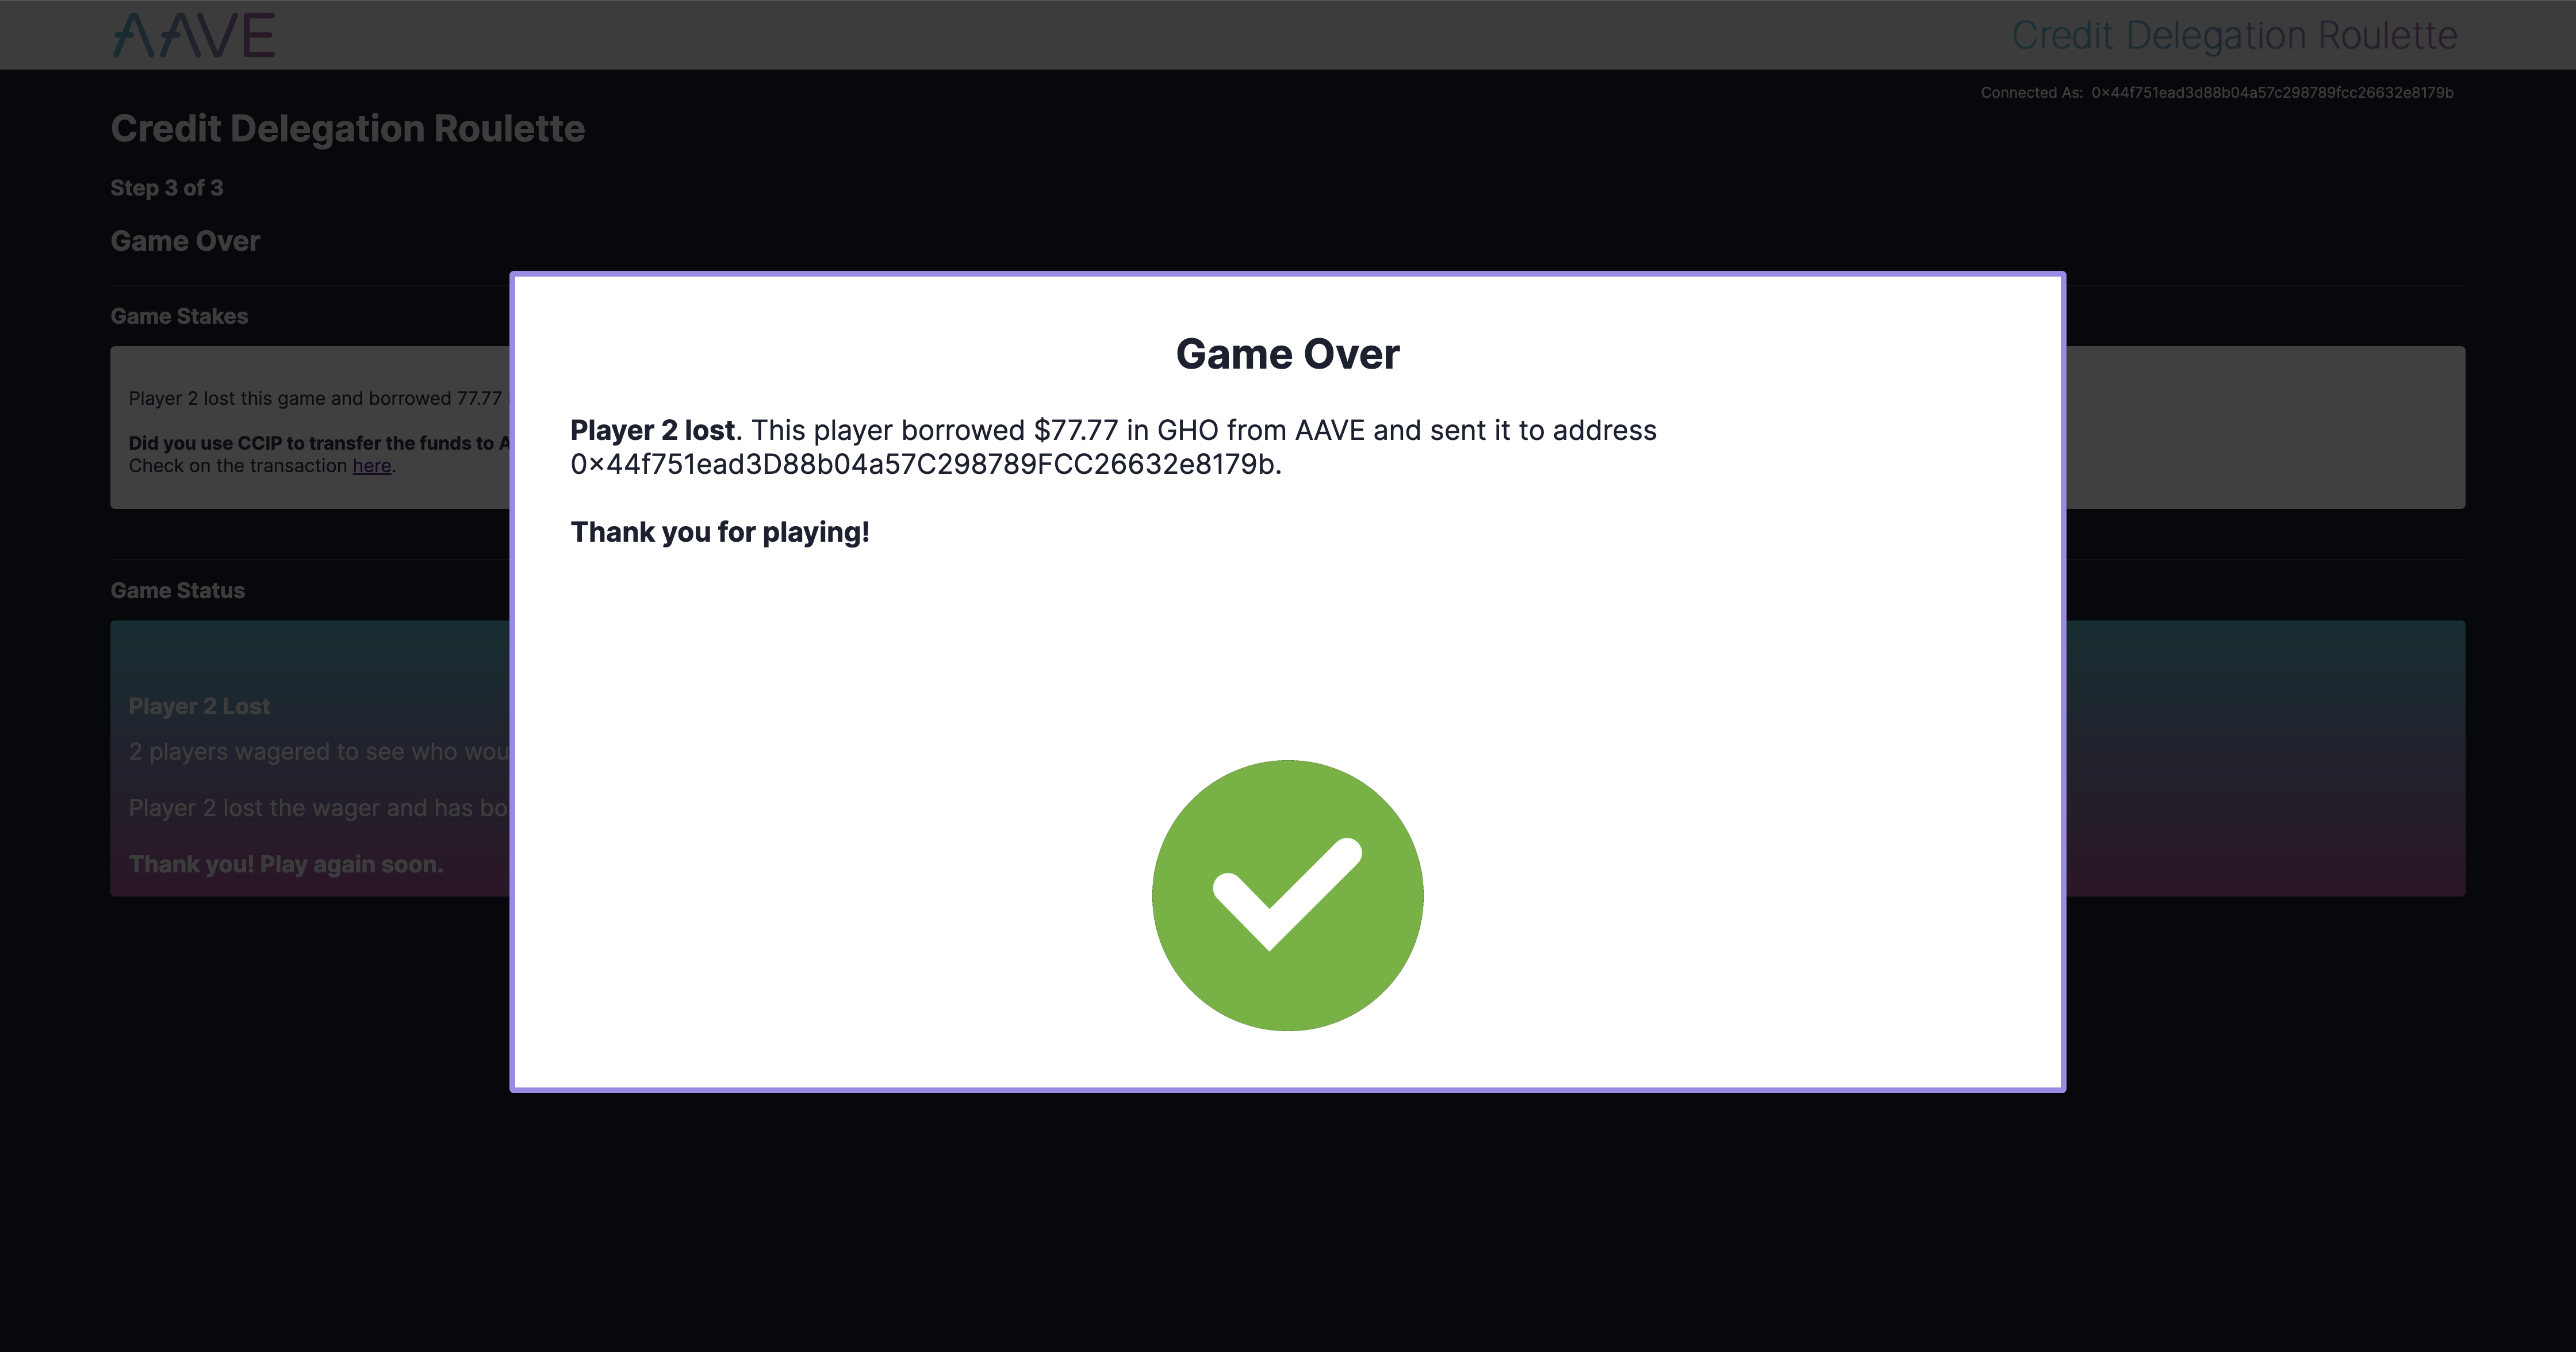 AAVE
Credit Delegation Roulette
Connected As: 0x44f751ead3d88b04a57c298789fcc26632e8179b
Credit Delegation Roulette
Step 3 of 3
Game Over
Game Stakes
Player 2 lost this game and borrowed 77.77
Did you use CCIP to transfer the funds to A
Check on the transaction here.
Game Over
Player 2 lost. This player borrowed $77.77 in GHO from AAVE and sent it to address
0x44f751ead3D88b04a57C298789FCC26632e8179b.
Thank you for playing!
Game Status
Player 2 Lost
2 players wagered to see who wou
Player 2 lost the wager and has bo
Thank you! Play again soon.